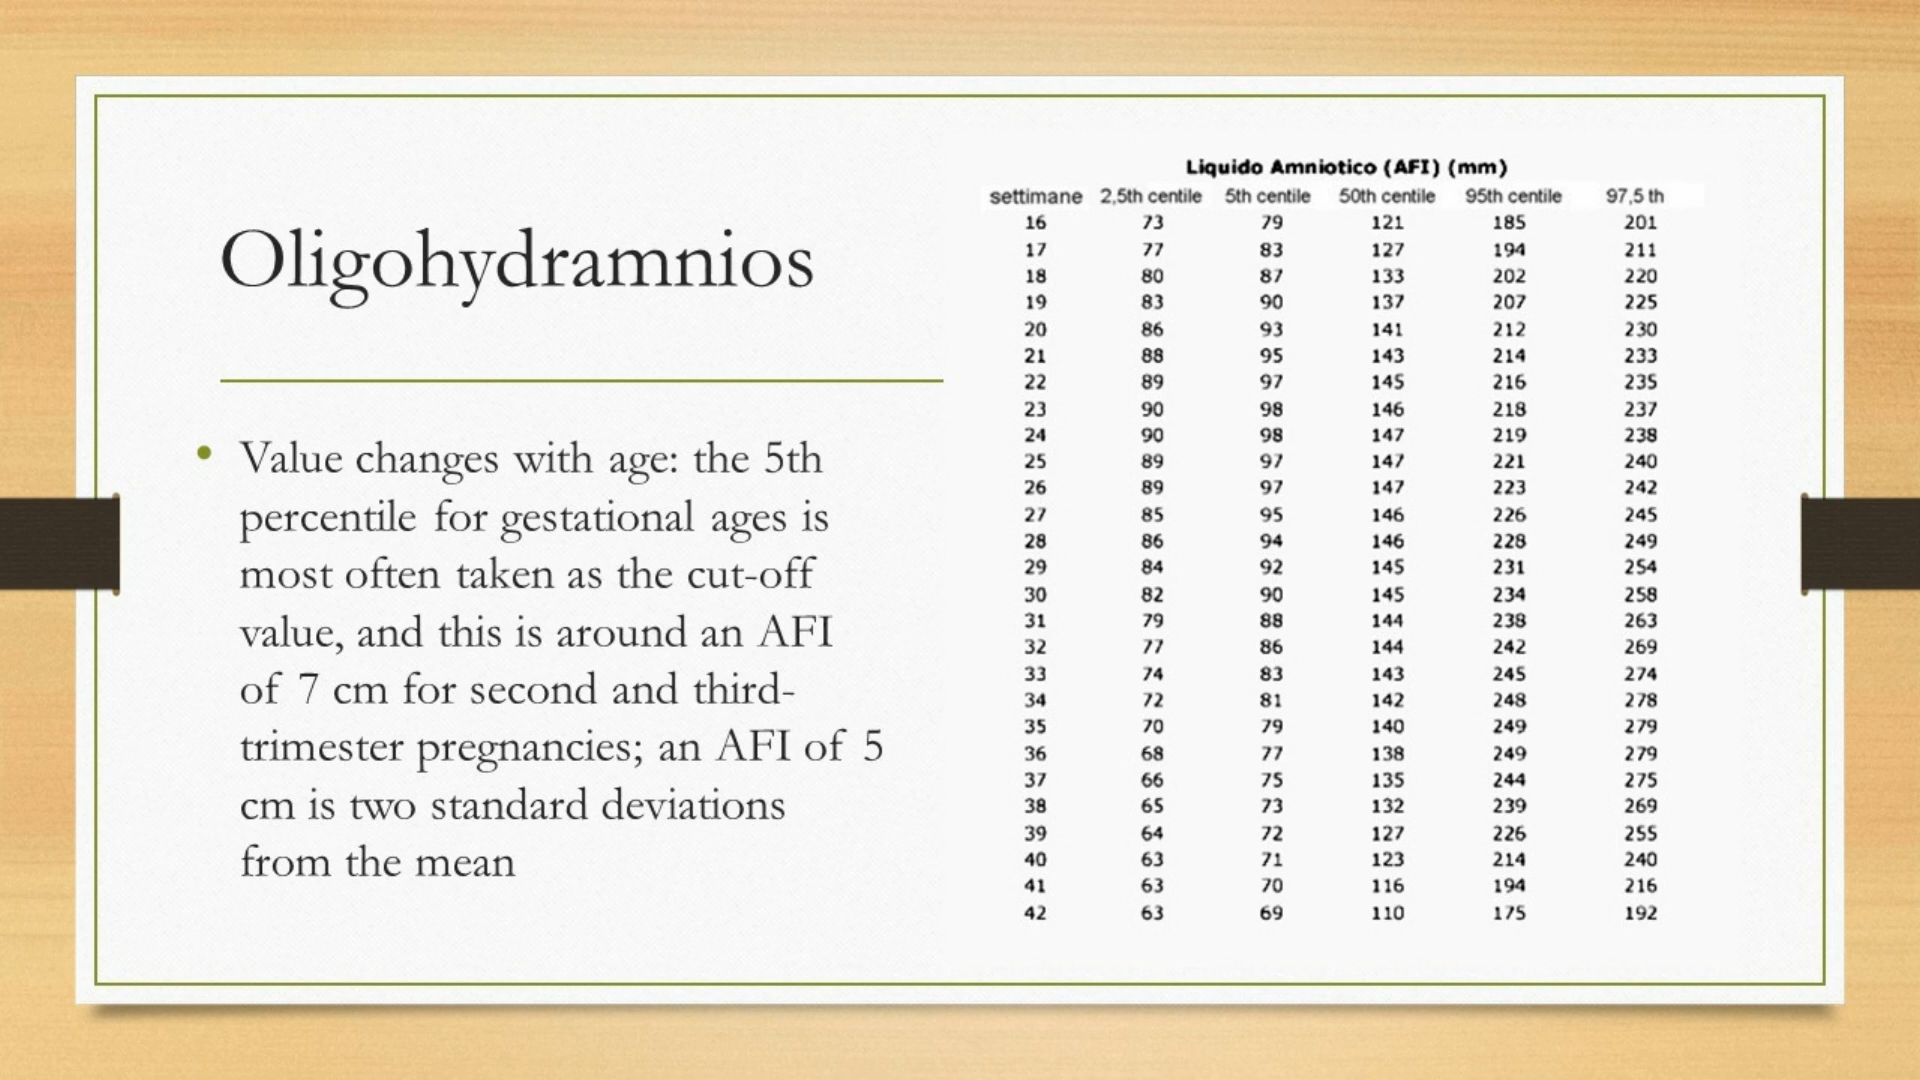 Oligohydramnios
• Value changes with age: the 5th
percentile for gestational ages is
most often taken as the cut-off
value, and this is around an AFI
of 7 cm for second and third-
trimester pregnancies; an AFI of 5
cm is two standard deviations
from the mean
Liquido Amniotico (AFI) (mm)
settimane 2,5th centile 5th centile 50th centile 95th centile 97,5 th
16 73 79 121 185 201
17 77 83 127 194 211
18 80 87 133 202 220
19 83 90 137 207 225
20 86 93 141 212 230
21 88 95 143 214 233
22 89 97 145 216 235
23 90 98 146 218 237
24 90 98 147 219 238
25 89 97 147 221 240
26 89 97 147 223 242
27 85 95 146 226 245
28 86 94 146 228 249
29 84 92 145 231 254
30 82 90 145 234 258
31 79 88 144 238 263
32 77 86 144 242 269
33 74 83 143 245 274
34 72 81 142 248 278
35 70 79 140 249 279
36 68 77 138 249 279
37 66 75 135 244 275
38 65 73 132 239 269
39 64 72 127 226 255
40 63 71 123 214 240
41 63 70 116 194 216
42 63 69 110 175 192